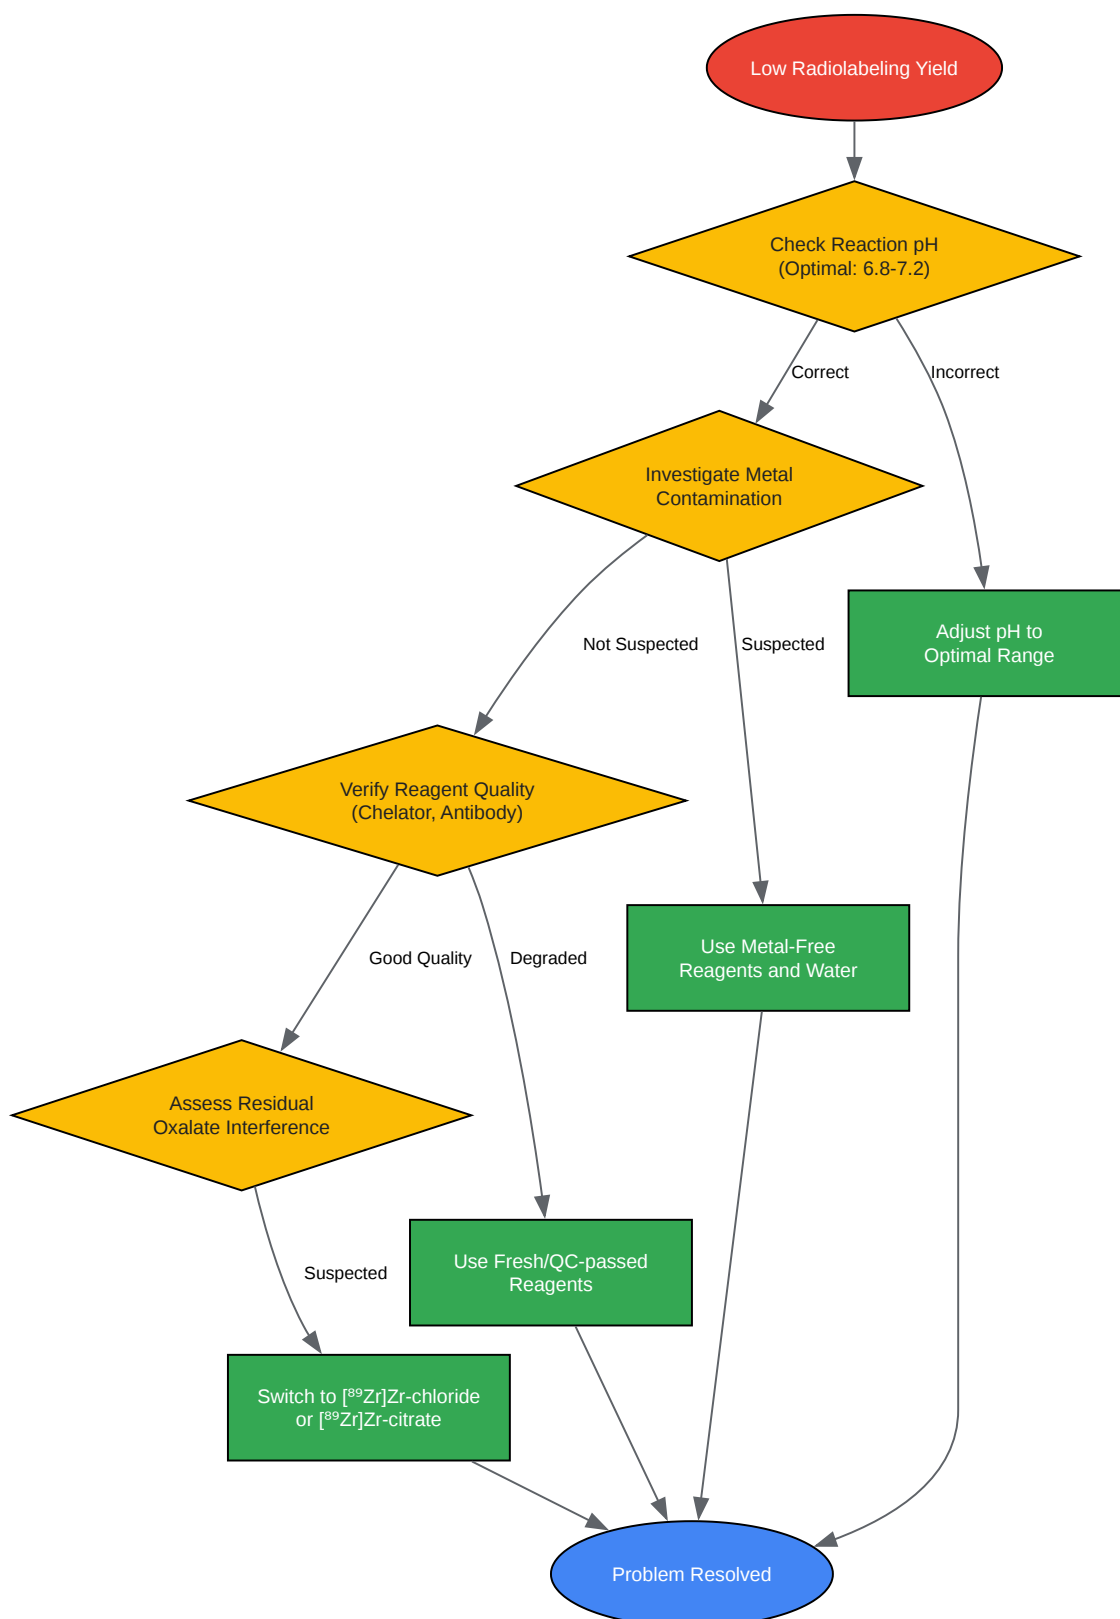 Low Radiolabeling Yield
Check Reaction pH
(Optimal: 6.8-7.2)
Correct
Incorrect
Investigate Metal
Contamination
Not Suspected
Suspected
Adjust pH to
Optimal Range
Verify Reagent Quality
(Chelator, Antibody)
Good Quality
Degraded
Use Metal-Free
Reagents and Water
Assess Residual
Oxalate Interference
Suspected
Use Fresh/QC-passed
Reagents
Switch to [⁸⁹Zr]Zr-chloride
or [⁸⁹Zr]Zr-citrate
Problem Resolved